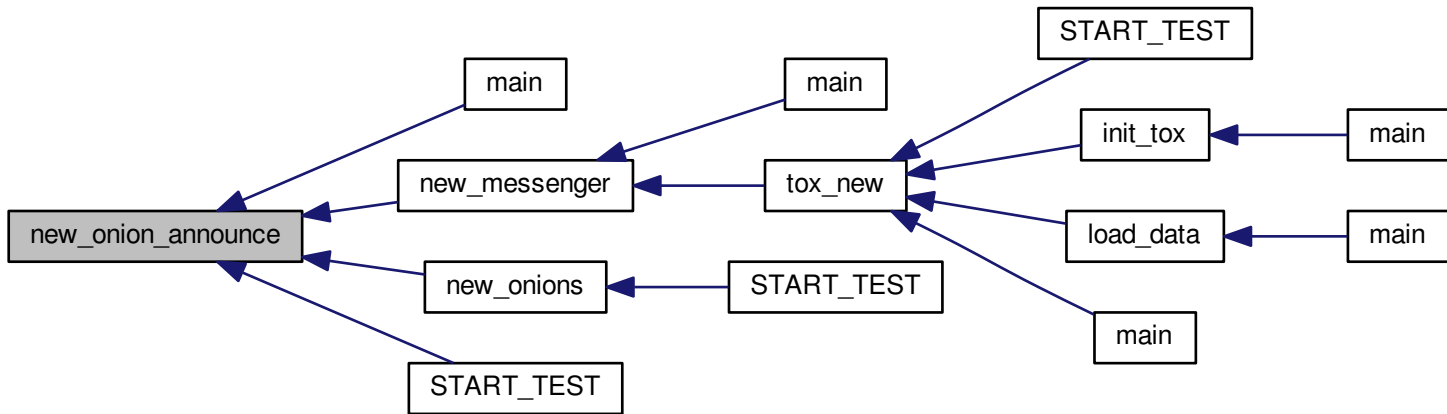 START_TEST
main
main
init_tox
main
new_messenger
tox_new
new_onion_announce
load_data
main
new_onions
START_TEST
main
START_TEST